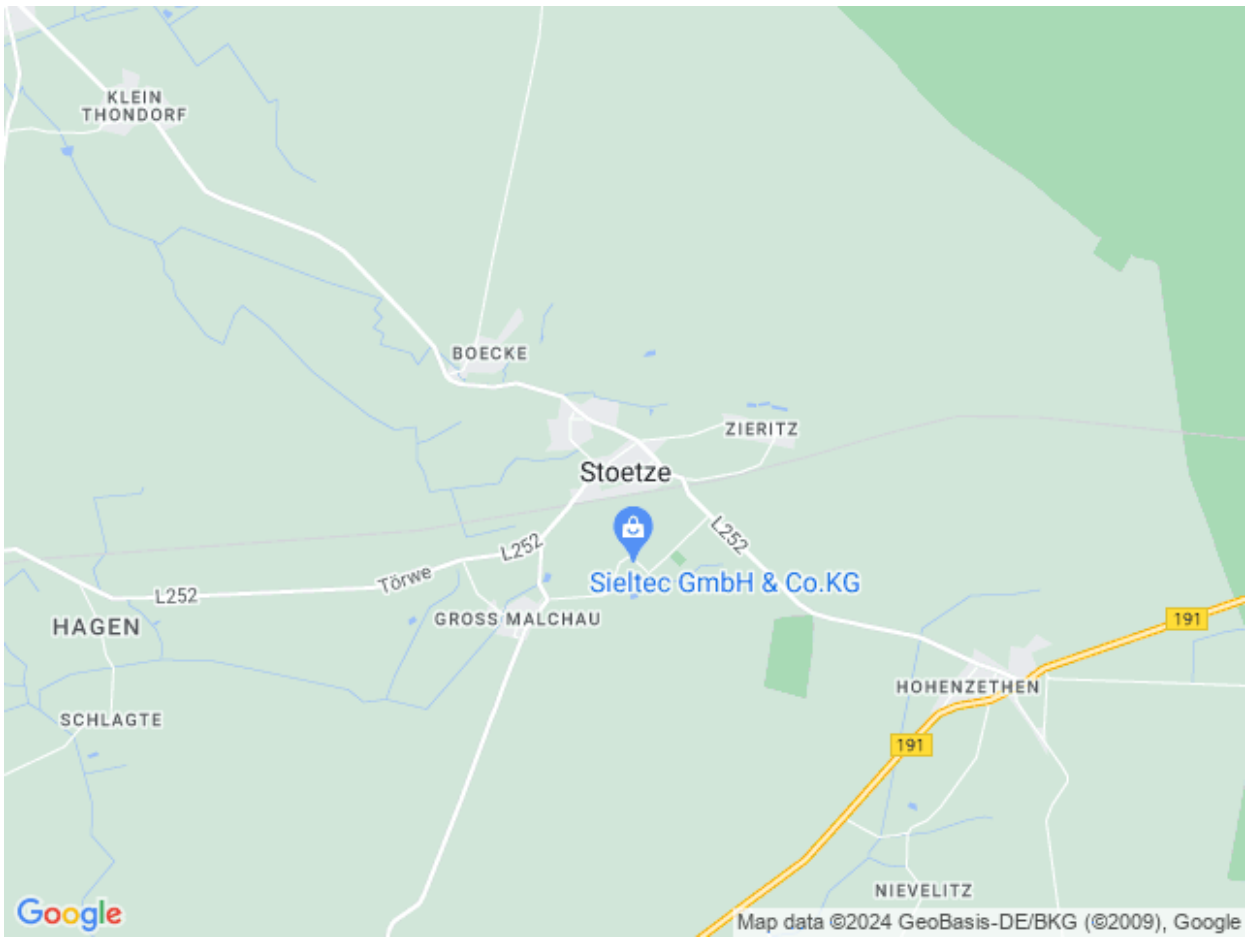 KLEIN
THONDORF
BOECKE
ZIERITZ
Stoetze
L252
L252
Törwe
Sieltec GmbH & Co.KG
L252
GROSS MALCHAU
191
HAGEN
HOHENZETHEN
SCHLAGTE
191
NIEVELITZ
Google
Map data ©2024 GeoBasis-DE/BKG (©2009), Google